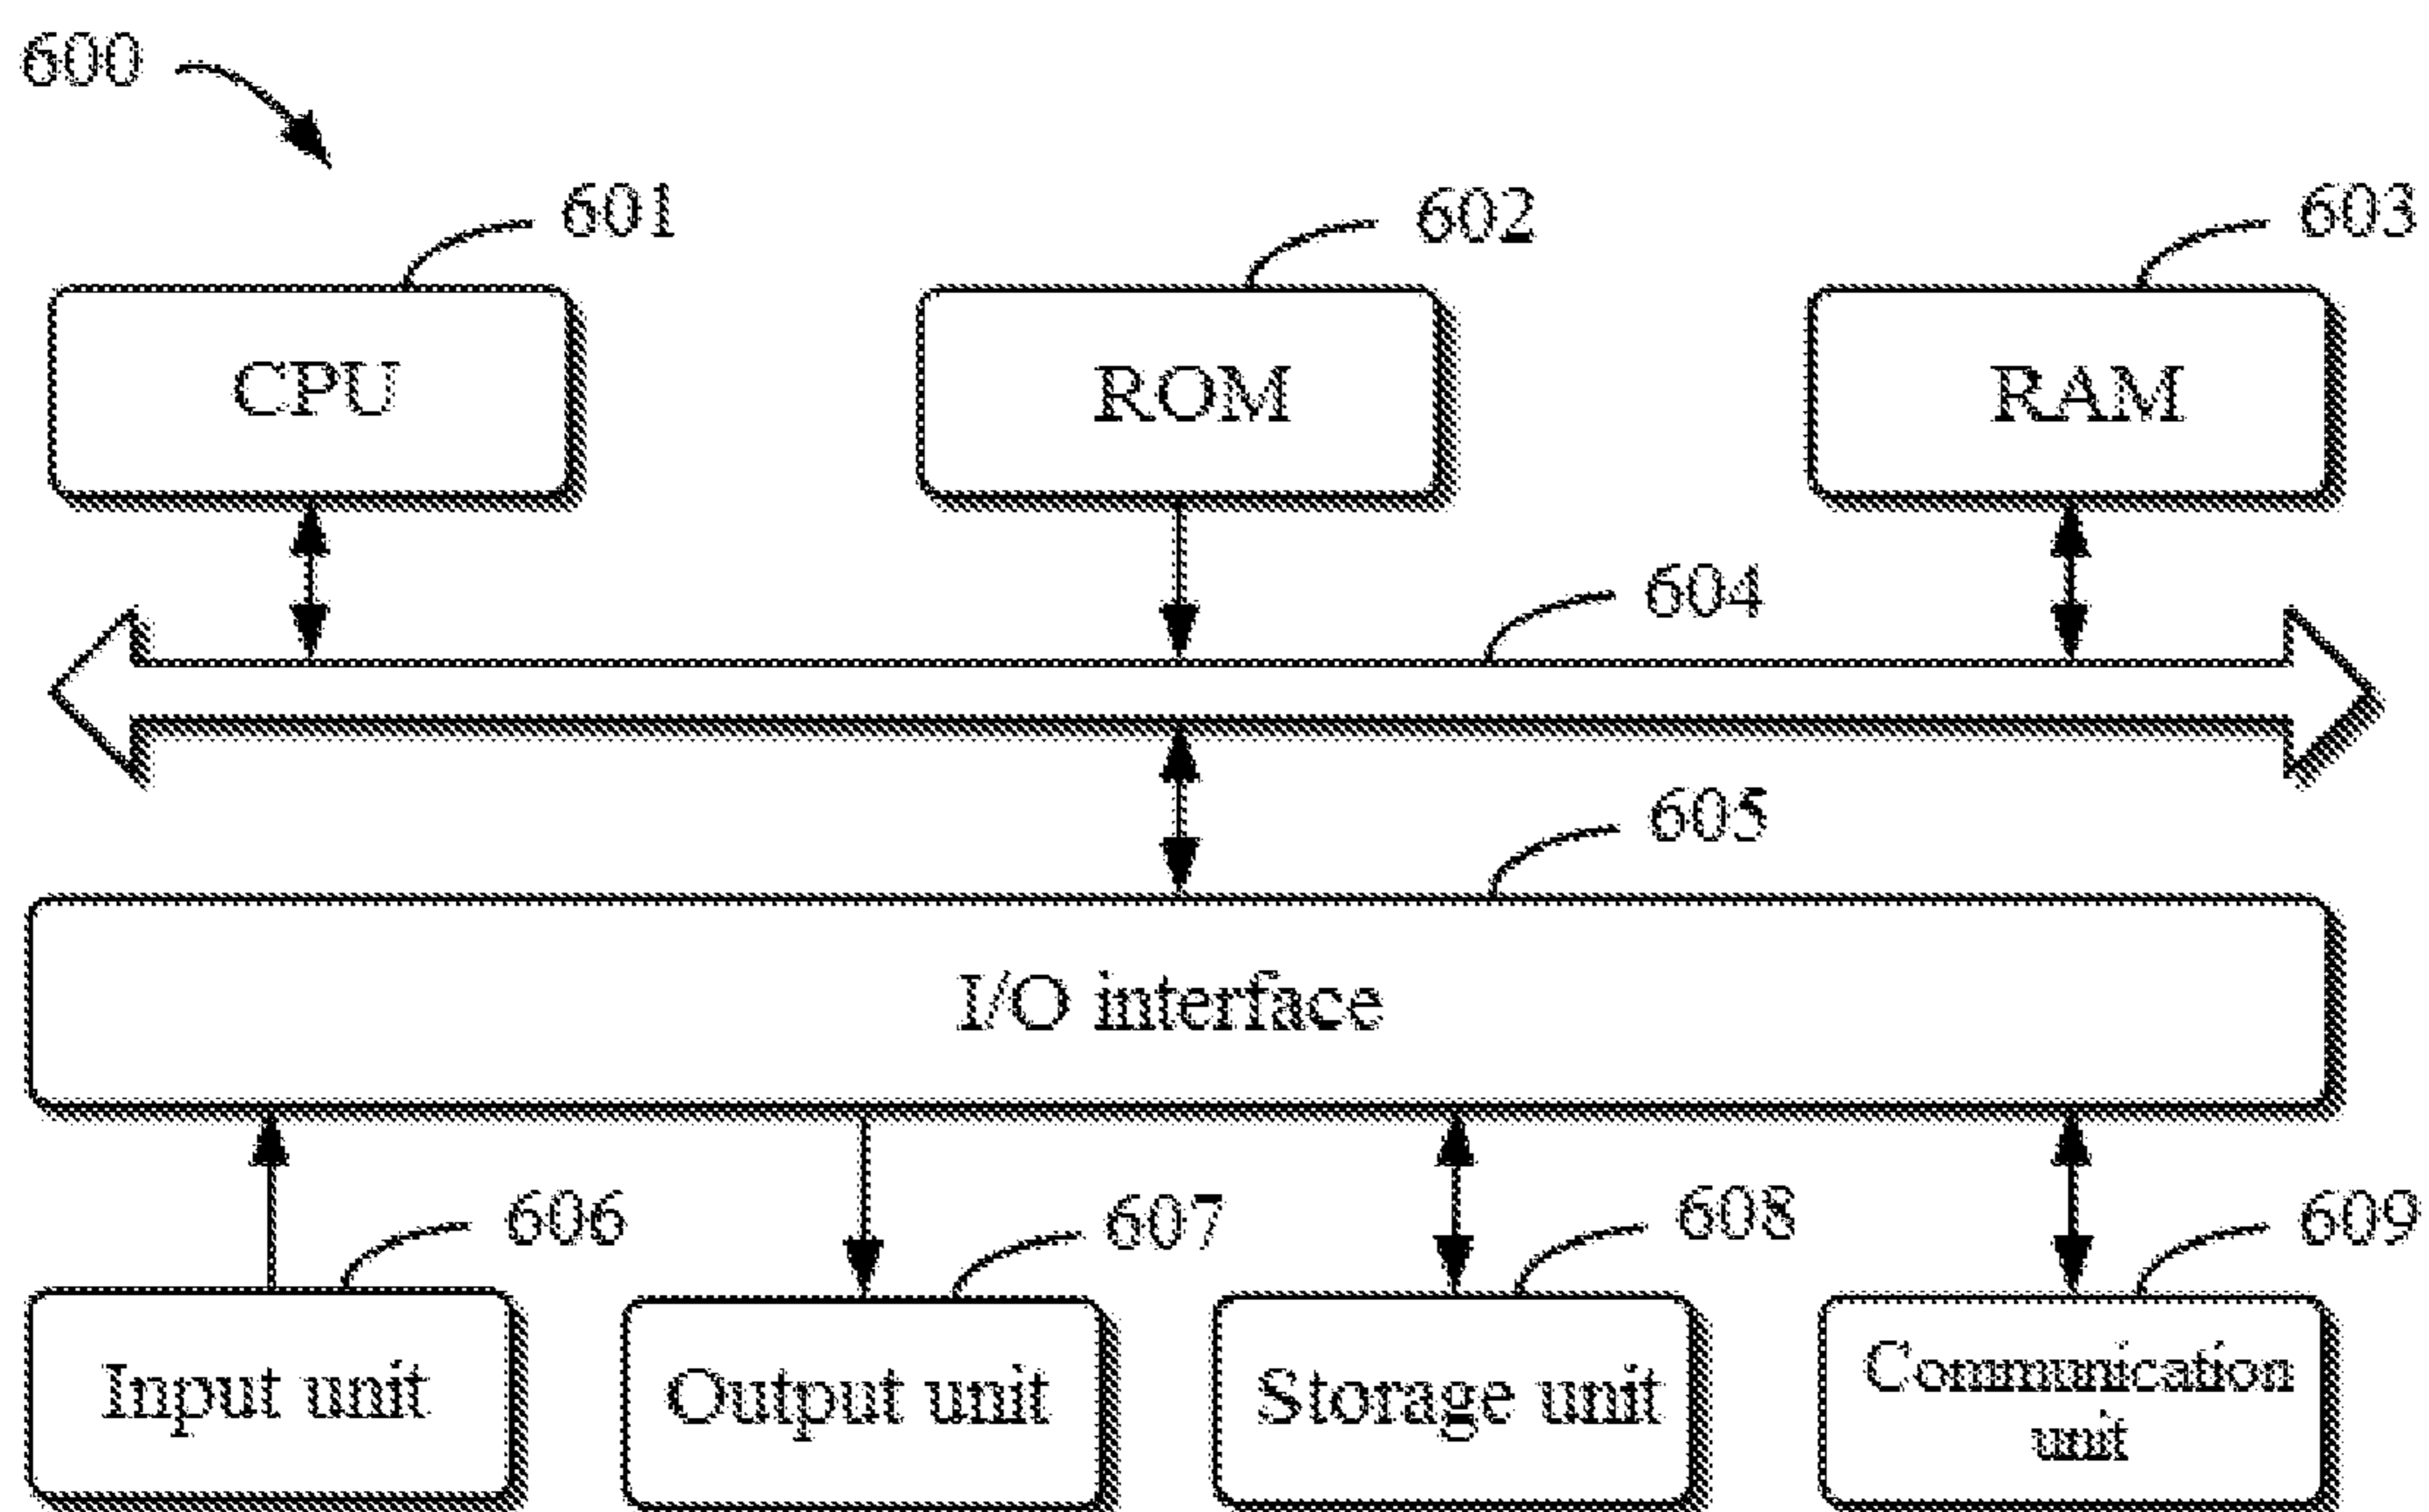 600
601
602
603
CPU
ROM
RAM
604
605
I/O interface
606
607
608
609
Input unit
Output unit
Storage unit
Communication
unit